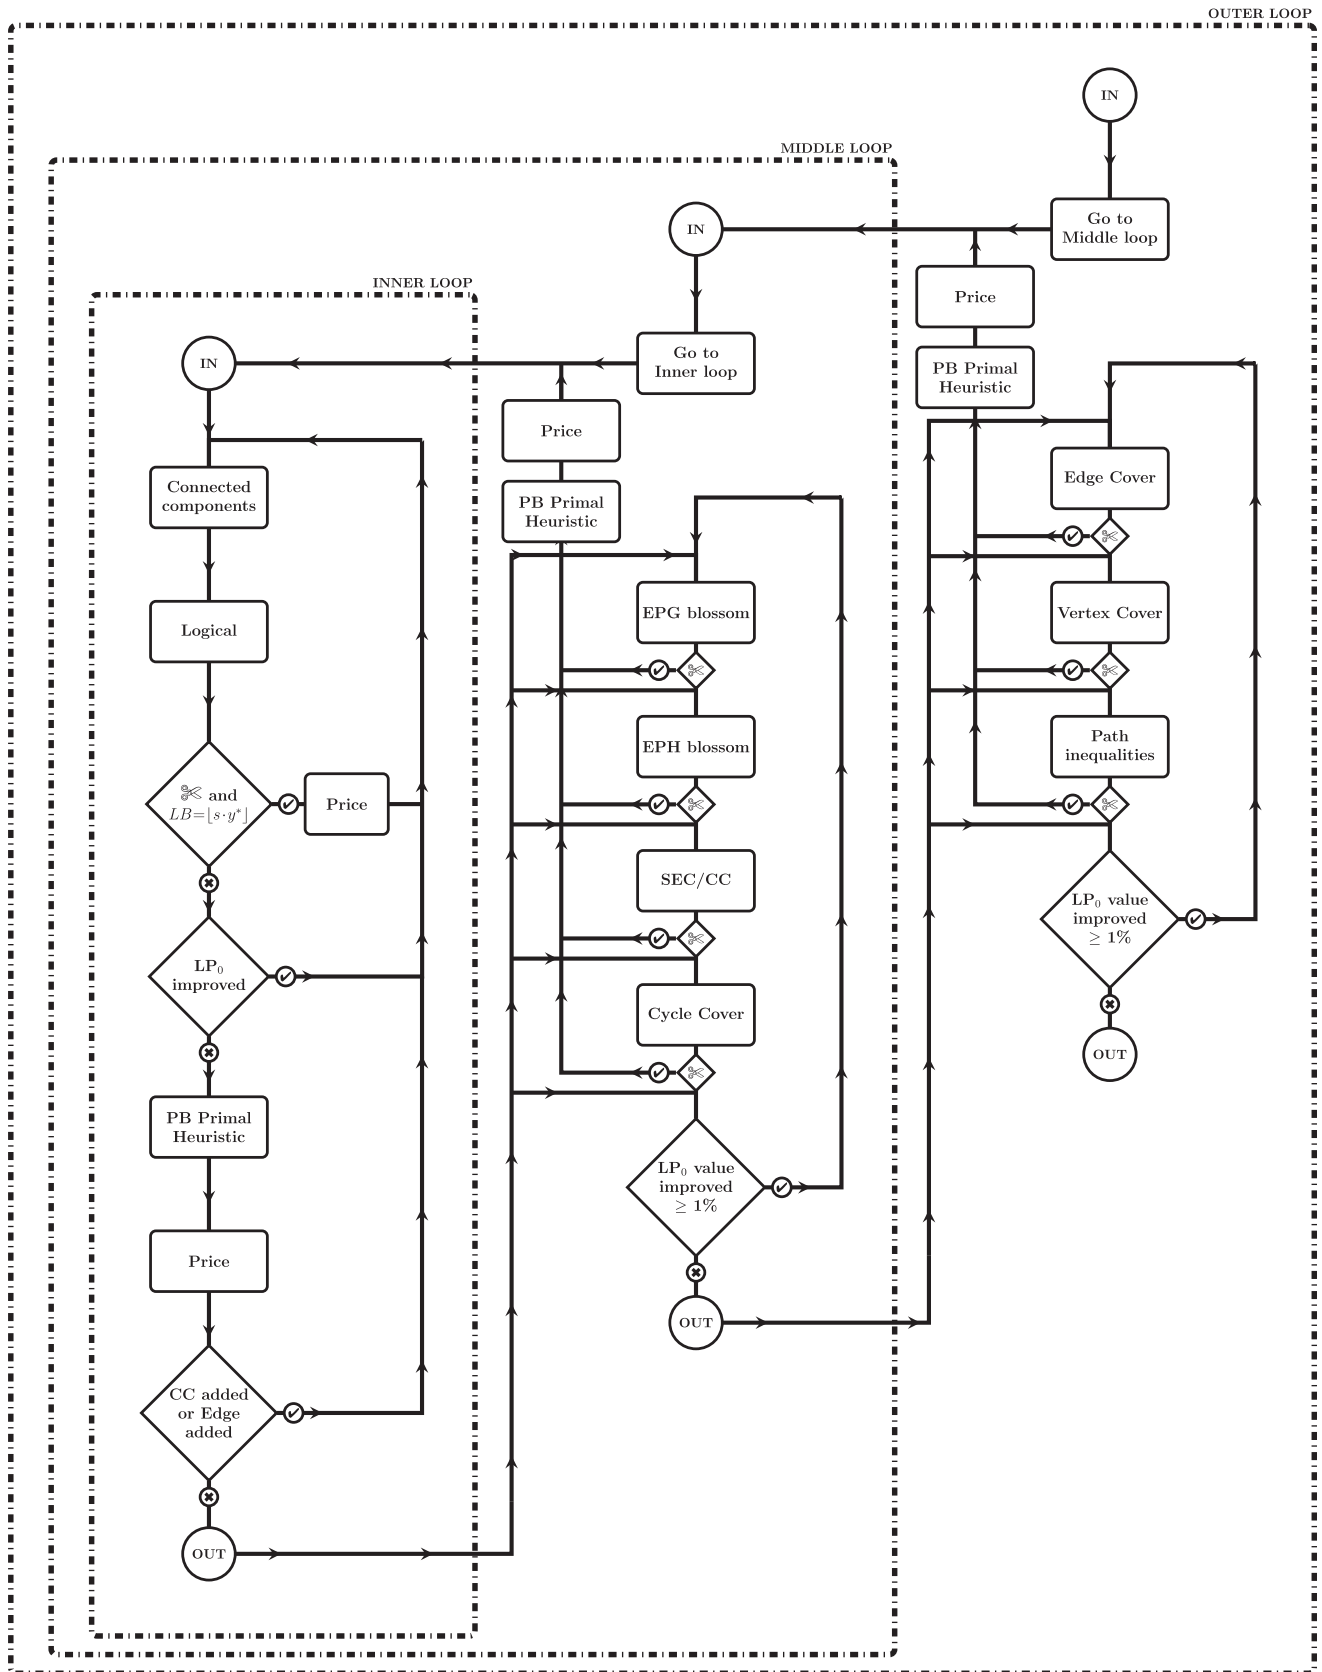 OUTER LOOP
IN
Go to
Middle loop
Price
PB Primal
Heuristic
Edge Cover
Vertex Cover
Path
inequalities
LP₀ value
improved
≥ 1%
OUT
MIDDLE LOOP
IN
Go to
Inner loop
Price
PB Primal
Heuristic
EPG blossom
EPH blossom
SEC/CC
Cycle Cover
LP₀ value
improved
≥ 1%
OUT
INNER LOOP
IN
Connected
components
Logical
and
LB=⌊s·y*⌋
Price
LP₀
improved
PB Primal
Heuristic
Price
CC added
or Edge
added
OUT